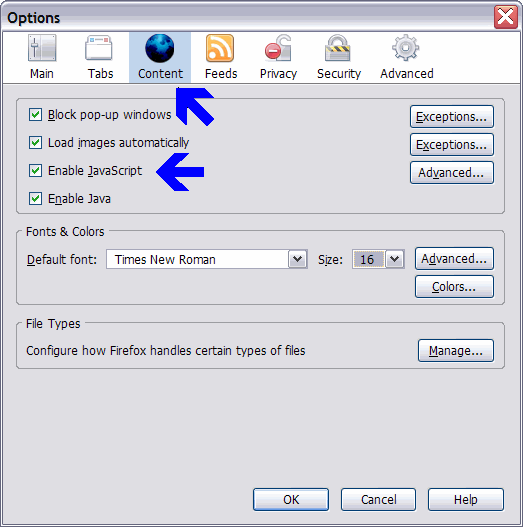 Options
Main Tabs Content Feeds Privacy Security Advanced
Block pop-up windows Exceptions...
Load images automatically Exceptions...
Enable JavaScript Advanced...
Enable Java
Fonts & Colors
Default font: Times New Roman Size: 16 Advanced...
Colors...
File Types
Configure how Firefox handles certain types of files Manage...
OK Cancel Help